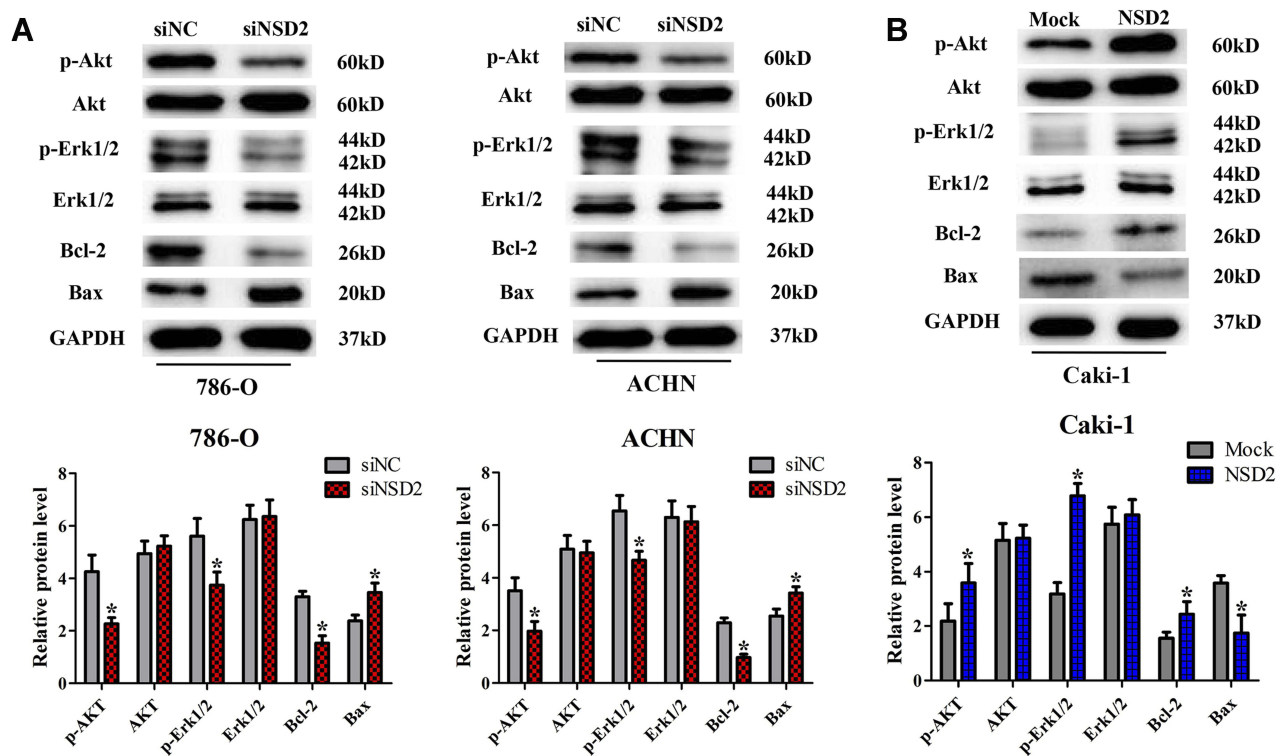 A
siNC siNSD2
p-Akt 60kD
Akt 60kD
p-Erk1/2 44kD
42kD
Erk1/2 44kD
42kD
Bcl-2 26kD
Bax 20kD
GAPDH 37kD
786-O
siNC siNSD2
p-Akt 60kD
Akt 60kD
p-Erk1/2 44kD
42kD
Erk1/2 44kD
42kD
Bcl-2 26kD
Bax 20kD
GAPDH 37kD
ACHN
B
Mock NSD2
p-Akt 60kD
Akt 60kD
p-Erk1/2 44kD
42kD
Erk1/2 44kD
42kD
Bcl-2 26kD
Bax 20kD
GAPDH 37kD
Caki-1
786-O
siNC
siNSD2
Relative protein level
8
6
4
2
0
* * * *
p-AKT AKT p-Erk1/2 Erk1/2 Bcl-2 Bax
ACHN
siNC
siNSD2
Relative protein level
8
6
4
2
0
* * * *
p-AKT AKT p-Erk1/2 Erk1/2 Bcl-2 Bax
Caki-1
Mock
NSD2
Relative protein level
8
6
4
2
0
* * * *
p-AKT AKT p-Erk1/2 Erk1/2 Bcl-2 Bax